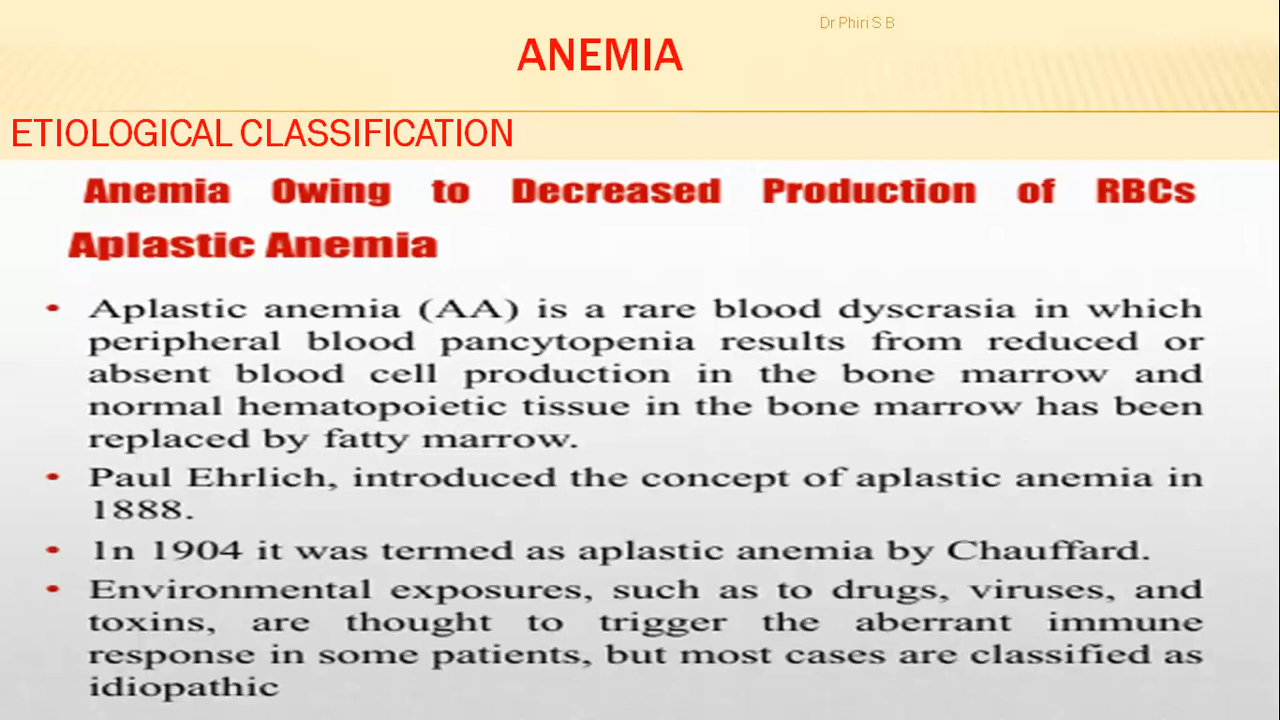 Dr Phiri S B
ANEMIA
ETIOLOGICAL CLASSIFICATION
Anemia Owing to Decreased Production of RBCs
Aplastic Anemia
• Aplastic anemia (AA) is a rare blood dyscrasia in which
peripheral blood pancytopenia results from reduced or
absent blood cell production in the bone marrow and
normal hematopoietic tissue in the bone marrow has been
replaced by fatty marrow.
• Paul Ehrlich, introduced the concept of aplastic anemia in
1888.
• In 1904 it was termed as aplastic anemia by Chauffard.
• Environmental exposures, such as to drugs, viruses, and
toxins, are thought to trigger the aberrant immune
response in some patients, but most cases are classified as
idiopathic